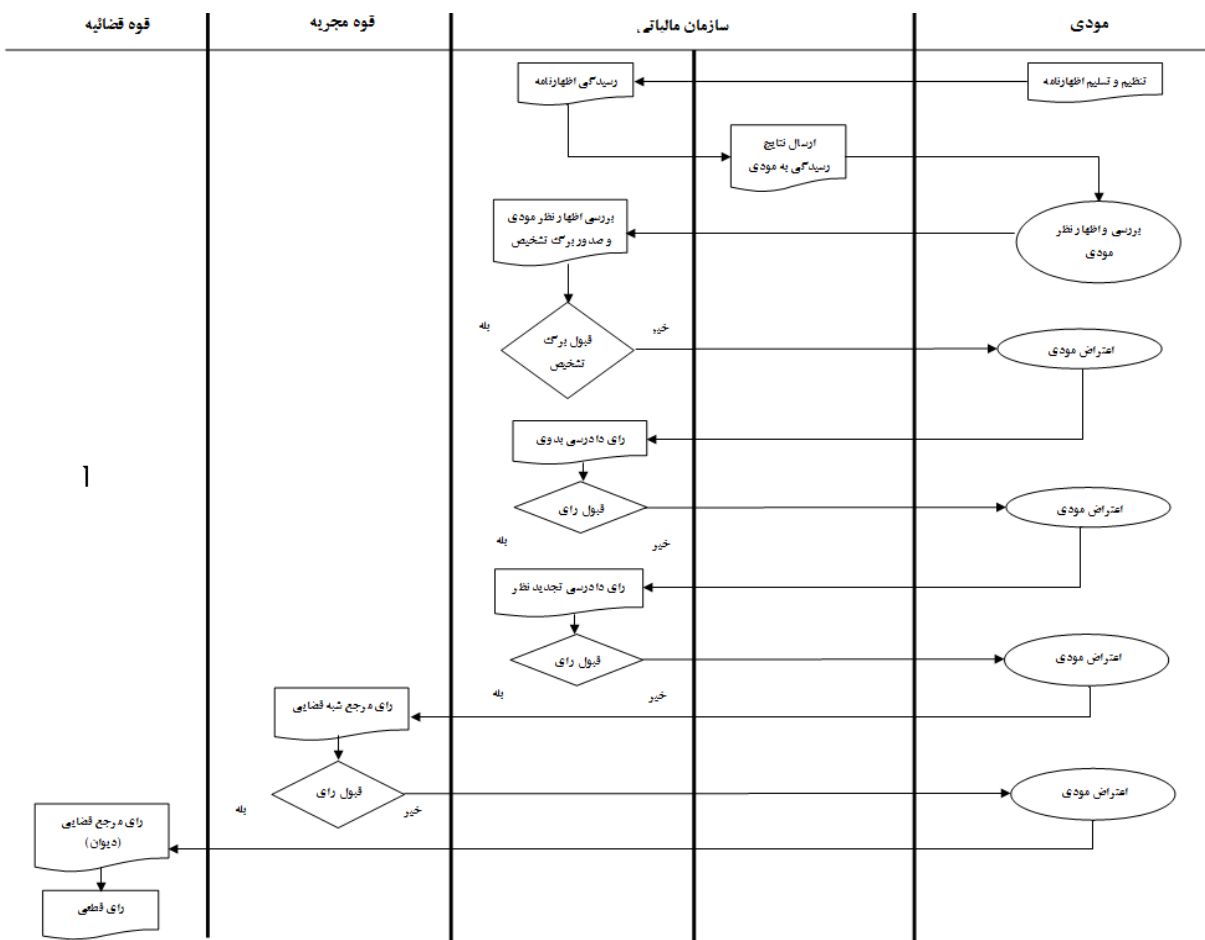 مودی
سازمان مالیاتی
قوه مجریه
قوه قضائیه
تنظیم و تسلیم اظهارنامه
رسیدگی اظهارنامه
ارسال نتایج
رسیدگی به مودی
بررسی و اظهار نظر
مودی
بررسی اظهار نظر مودی
و صدور برگ تشخیص
خیر
بله
قبول برگ
تشخیص
اعتراض مودی
رای دادرسی بدوی
قبول رای
اعتراض مودی
خیر
بله
رای دادرسی تجدید نظر
قبول رای
اعتراض مودی
خیر
بله
رای مرجع شبه قضایی
قبول رای
اعتراض مودی
خیر
بله
رای مرجع قضایی
(دیوان)
رای قطعی